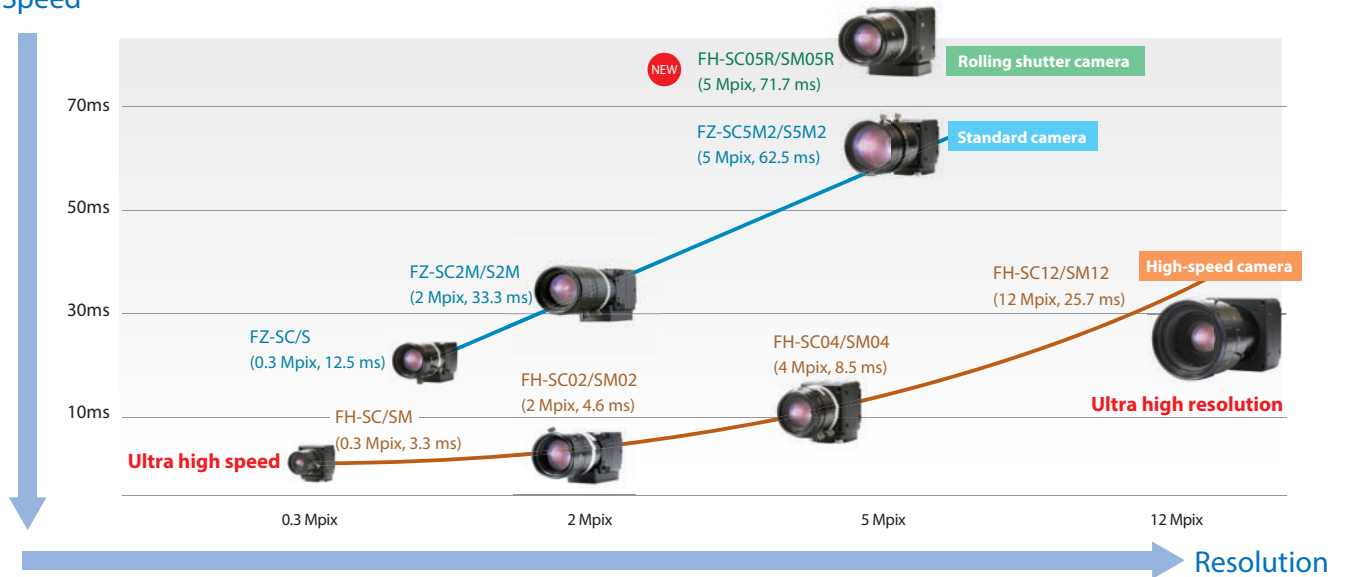 Speed
NEW
FH-SC05R/SM05R
(5 Mpix, 71.7 ms)
Rolling shutter camera
70ms
FZ-SC5M2/S5M2
(5 Mpix, 62.5 ms)
Standard camera
50ms
FZ-SC2M/S2M
(2 Mpix, 33.3 ms)
FH-SC12/SM12
(12 Mpix, 25.7 ms)
High-speed camera
30ms
FZ-SC/S
(0.3 Mpix, 12.5 ms)
FH-SC04/SM04
(4 Mpix, 8.5 ms)
FH-SC02/SM02
(2 Mpix, 4.6 ms)
Ultra high resolution
10ms
FH-SC/SM
(0.3 Mpix, 3.3 ms)
Ultra high speed
0.3 Mpix
2 Mpix
5 Mpix
12 Mpix
Resolution